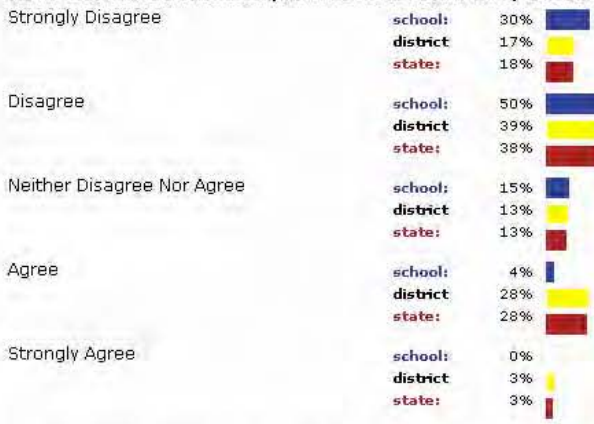 Strongly Disagree school: 30%
district 17%
state: 18%
Disagree school: 50%
district 39%
state: 38%
Neither Disagree Nor Agree school: 15%
district 13%
state: 13%
Agree school: 4%
district 28%
state: 28%
Strongly Agree school: 0%
district 3%
state: 3%